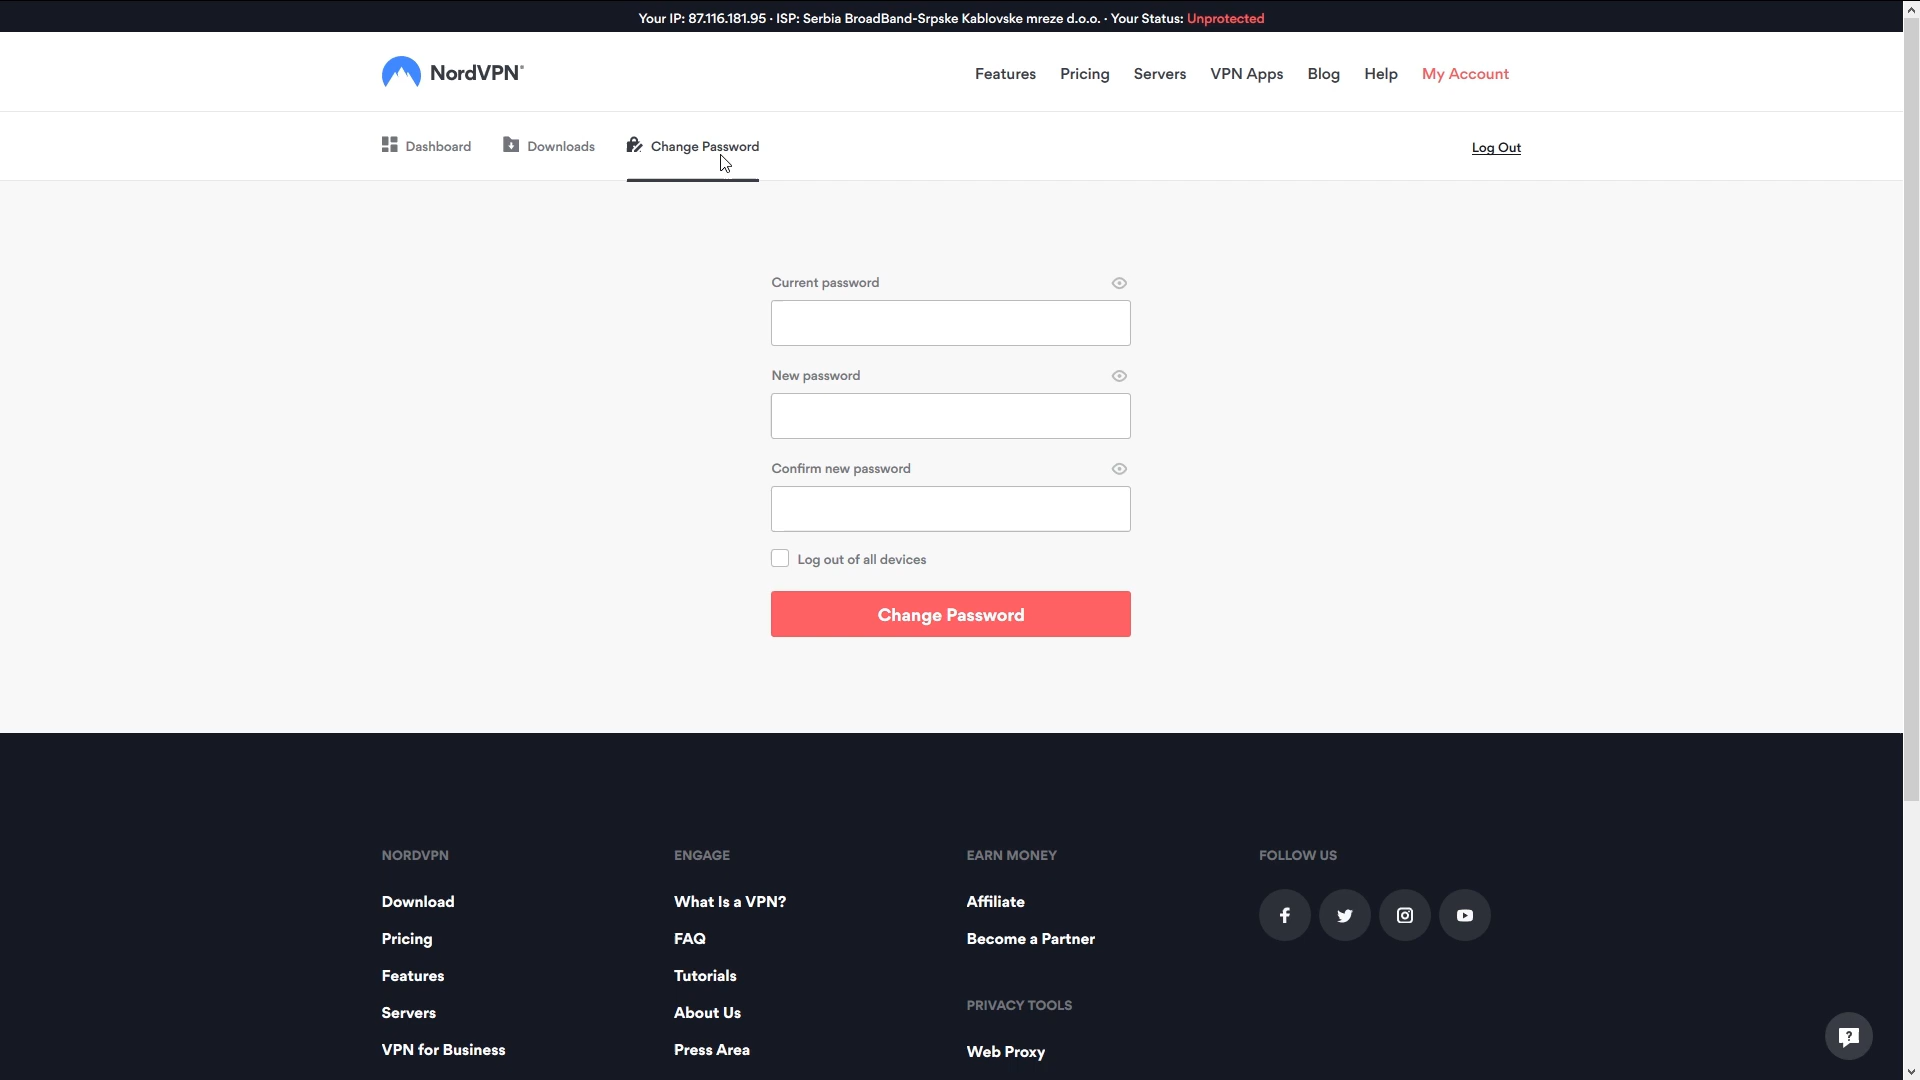 Your IP: 87.116.181.95 · ISP: Serbia BroadBand-Srpske Kablovske mreze d.o.o. · Your Status: Unprotected
NordVPN®
Features
Pricing
Servers
VPN Apps
Blog
Help
My Account
Dashboard
Downloads
Change Password
Log Out
Current password
New password
Confirm new password
Log out of all devices
Change Password
NORDVPN
Download
Pricing
Features
Servers
VPN for Business
ENGAGE
What Is a VPN?
FAQ
Tutorials
About Us
Press Area
EARN MONEY
Affiliate
Become a Partner
PRIVACY TOOLS
Web Proxy
FOLLOW US